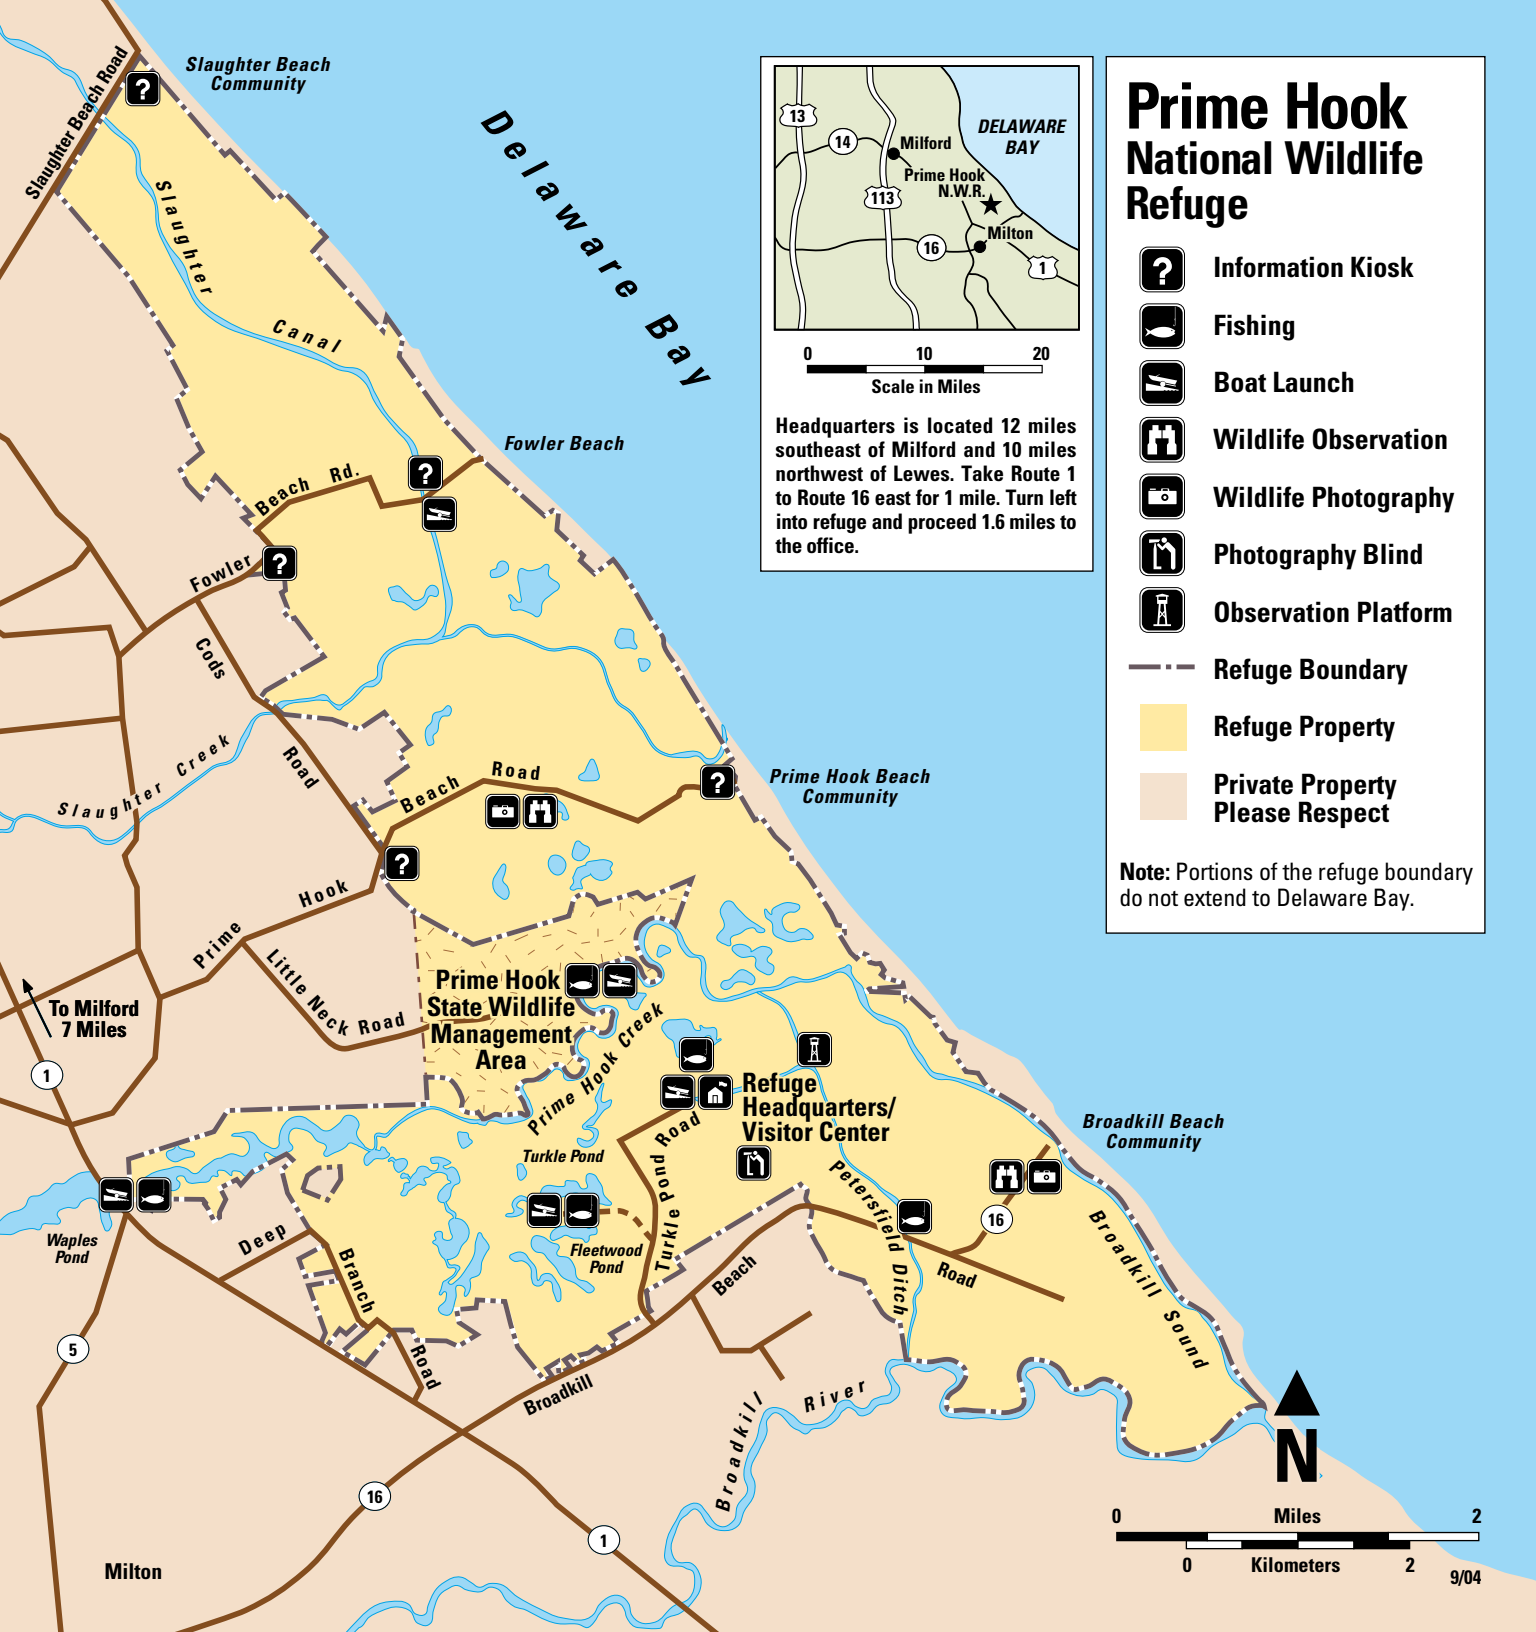 Slaughter Beach
Community
Slaughter Beach Road
?
Slaughter
Canal
Delaware Bay
Fowler Beach
?
Beach Rd.
Fowler
?
Cods
Road
Slaughter Creek
Beach Road
?
Prime Hook Beach
Community
?
Prime Hook
Little Neck Road
To Milford
7 Miles
1
Prime Hook
State Wildlife
Management
Area
Prime Hook Creek
Refuge
Headquarters/
Visitor Center
Turkle Pond
Fleetwood
Pond
Turkle Pond Road
Petersfield Ditch
Broadkill Beach
Community
16
Broadkill Sound
Waples
Pond
Deep
Branch
Road
5
Beach
Road
Broadkill
Broadkill River
16
1
Milton
13
14
Milford
DELAWARE
BAY
Prime Hook
N.W.R.
113
Milton
16
1
0 10 20
Scale in Miles
Headquarters is located 12 miles
southeast of Milford and 10 miles
northwest of Lewes. Take Route 1
to Route 16 east for 1 mile. Turn left
into refuge and proceed 1.6 miles to
the office.
Prime Hook
National Wildlife
Refuge
? Information Kiosk
Fishing
Boat Launch
Wildlife Observation
Wildlife Photography
Photography Blind
Observation Platform
Refuge Boundary
Refuge Property
Private Property
Please Respect
Note: Portions of the refuge boundary
do not extend to Delaware Bay.
N
0 Miles 2
0 Kilometers 2
9/04